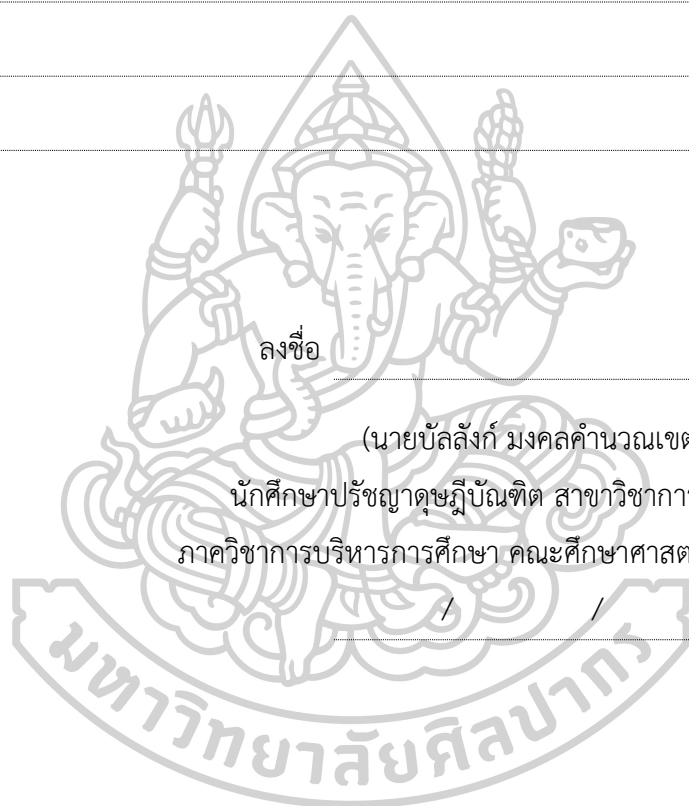 ลงชื่อ
(นายบัลลังก์ มงคลคำนวณเขต
นักศึกษาปรัชญาดุษฎีบัณฑิต สาขาวิชาการ
ภาควิชาการบริหารการศึกษา คณะศึกษาศาสต
/ /
มหาวิทยาลัยศิลปากร